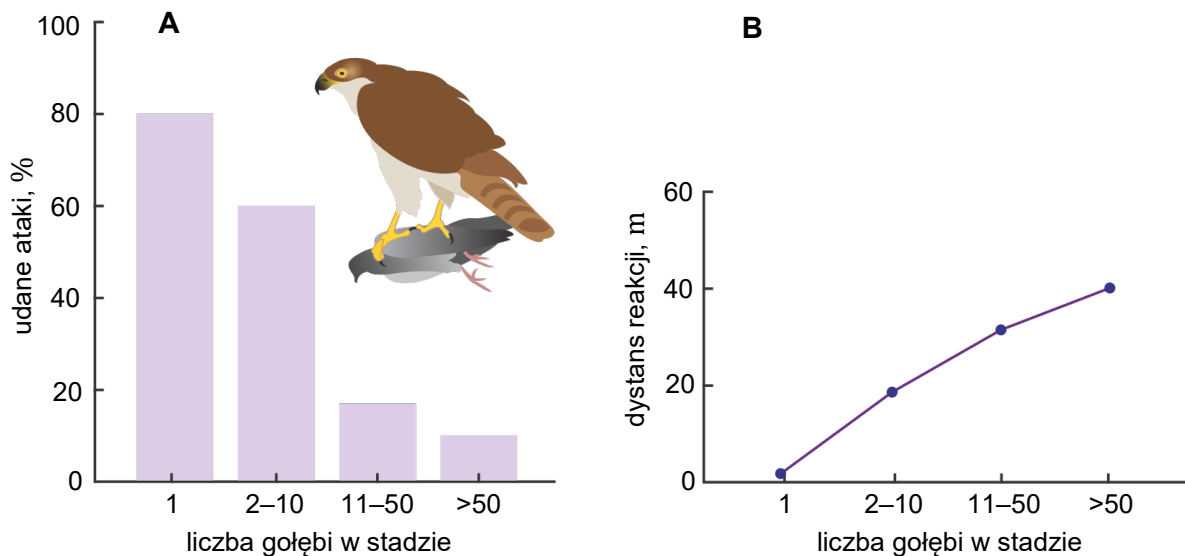 A
udane ataki, %
100
80
60
40
20
0
1 2–10 11–50 >50
liczba gołębi w stadzie
B
dystans reakcji, m
60
40
20
0
1 2–10 11–50 >50
liczba gołębi w stadzie